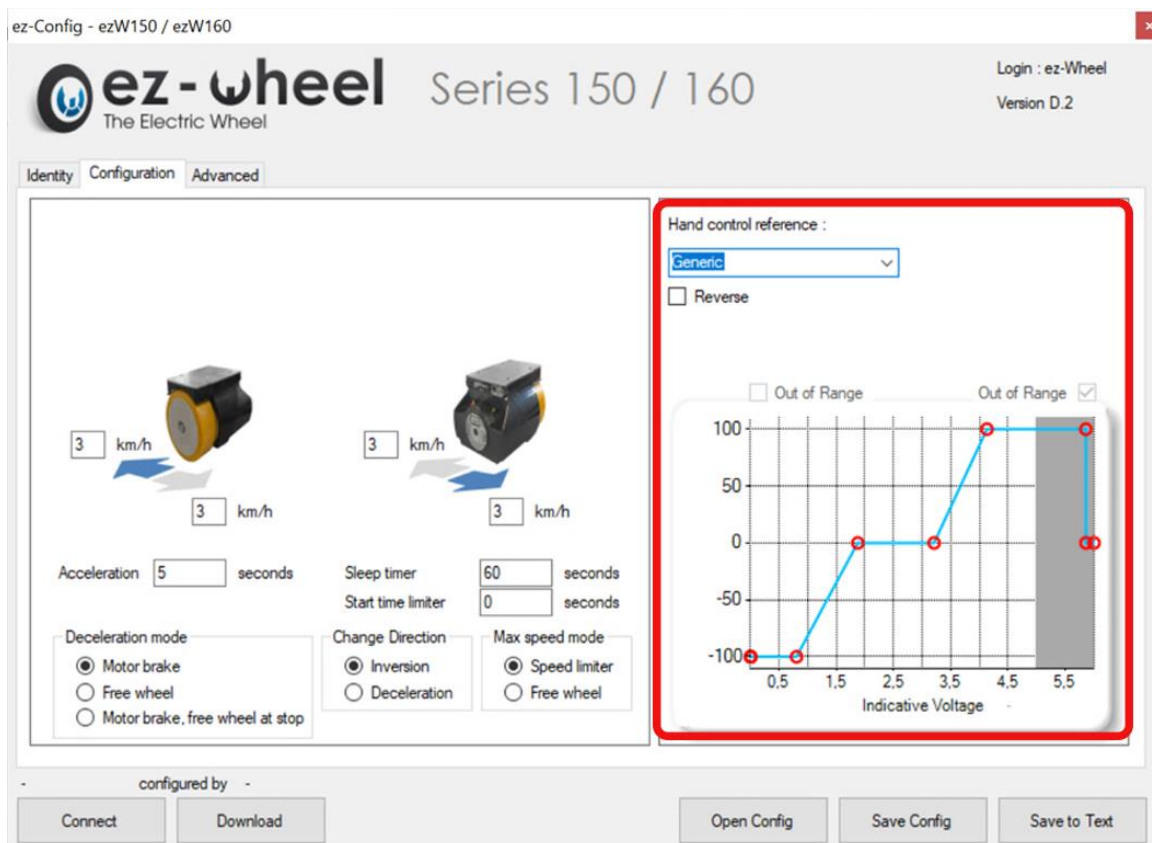 ez-Config - ezW150 / ezW160
ez-wheel
The Electric Wheel
Series 150 / 160
Login : ez-Wheel
Version D.2
Identity Configuration Advanced
3 km/h
3 km/h
3 km/h
3 km/h
Acceleration 5 seconds
Sleep timer 60 seconds
Start time limiter 0 seconds
Deceleration mode
Motor brake
Free wheel
Motor brake, free wheel at stop
Change Direction
Inversion
Deceleration
Max speed mode
Speed limiter
Free wheel
Hand control reference :
Generic
Reverse
Out of Range Out of Range
100
50
0
-50
-100
0,5 1,5 2,5 3,5 4,5 5,5
Indicative Voltage -
- configured by -
Connect Download Open Config Save Config Save to Text